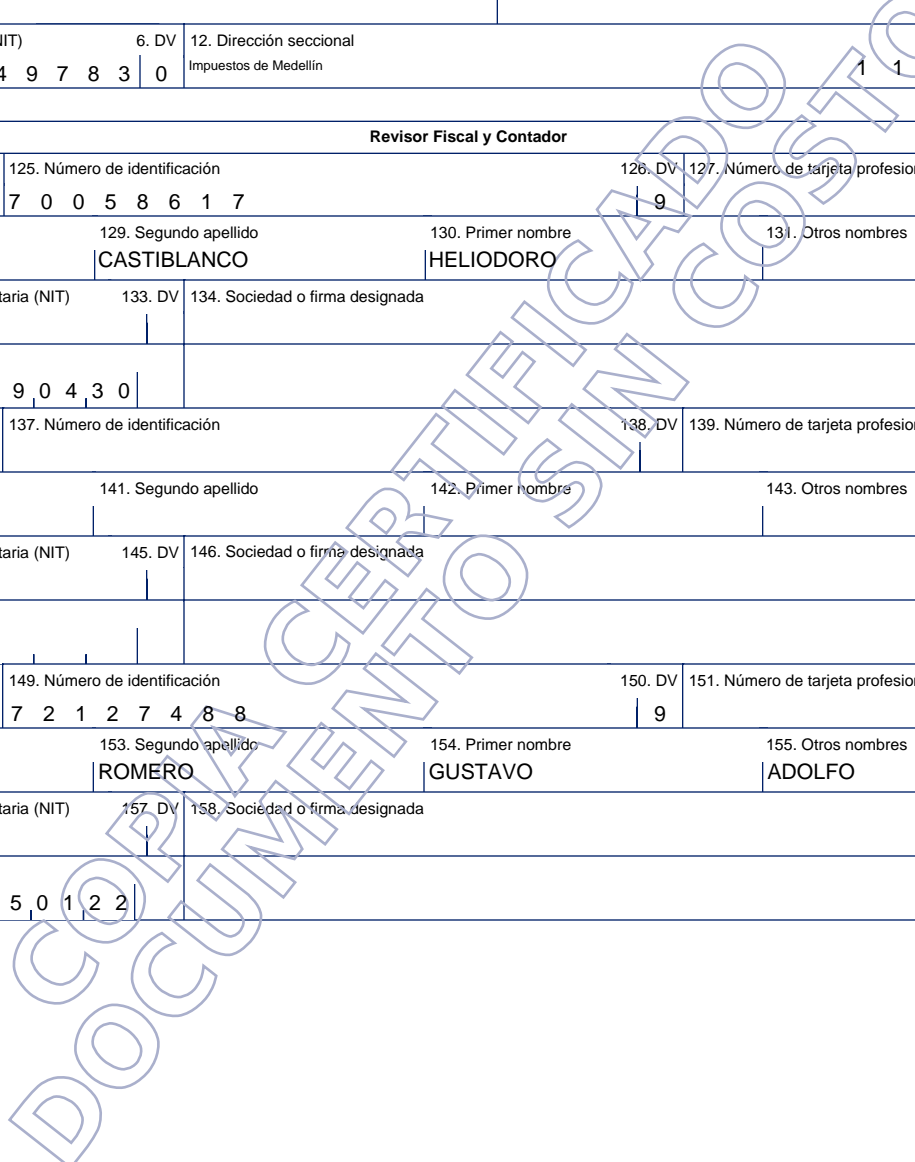 NIT) 6. DV 12. Dirección seccional
4 9 7 8 3 0 Impuestos de Medellín 1 1
Revisor Fiscal y Contador
125. Número de identificación 126. DV 127. Número de tarjeta profesion
7 0 0 5 8 6 1 7 9
129. Segundo apellido 130. Primer nombre 131. Otros nombres
CASTIBLANCO HELIODORO
taria (NIT) 133. DV 134. Sociedad o firma designada
9 0 4 3 0
137. Número de identificación 138. DV 139. Número de tarjeta profesion
141. Segundo apellido 142. Primer nombre 143. Otros nombres
taria (NIT) 145. DV 146. Sociedad o firma designada
149. Número de identificación 150. DV 151. Número de tarjeta profesion
7 2 1 2 7 4 8 8 9
153. Segundo apellido 154. Primer nombre 155. Otros nombres
ROMERO GUSTAVO ADOLFO
taria (NIT) 157. DV 158. Sociedad o firma designada
5 0 1 2 2
COPIA CERTIFICADO
DOCUMENTO SIN COSTO